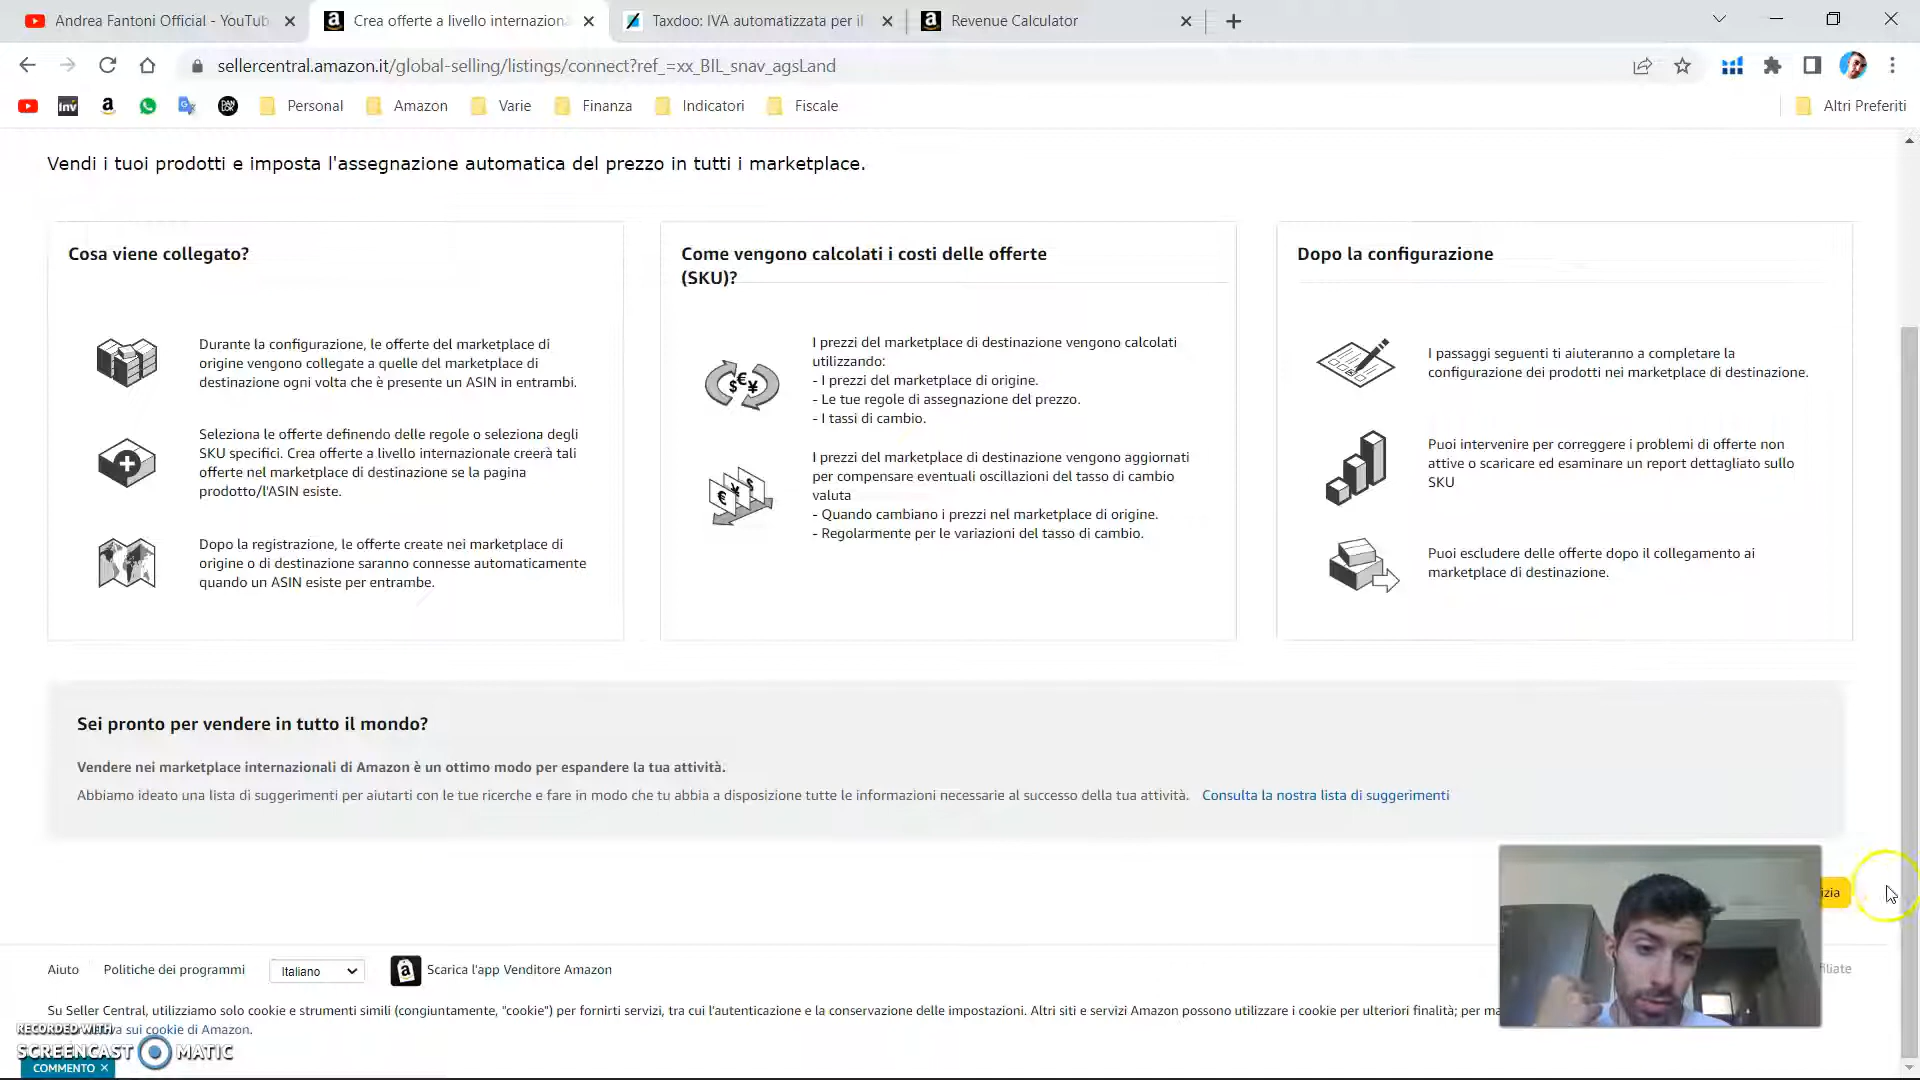 Andrea Fantoni Official - YouTub
Crea offerte a livello internazion
Taxdoo: IVA automatizzata per il
Revenue Calculator
sellercentral.amazon.it/global-selling/listings/connect?ref_=xx_BIL_snav_agsLand
Inv
a
DAN LOK
Personal
Amazon
Varie
Finanza
Indicatori
Fiscale
Altri Preferiti
Vendi i tuoi prodotti e imposta l'assegnazione automatica del prezzo in tutti i marketplace.
Cosa viene collegato?
Durante la configurazione, le offerte del marketplace di
origine vengono collegate a quelle del marketplace di
destinazione ogni volta che è presente un ASIN in entrambi.
Seleziona le offerte definendo delle regole o seleziona degli
SKU specifici. Crea offerte a livello internazionale creerà tali
offerte nel marketplace di destinazione se la pagina
prodotto/l'ASIN esiste.
Dopo la registrazione, le offerte create nei marketplace di
origine o di destinazione saranno connesse automaticamente
quando un ASIN esiste per entrambe.
Come vengono calcolati i costi delle offerte
(SKU)?
I prezzi del marketplace di destinazione vengono calcolati
utilizzando:
- I prezzi del marketplace di origine.
- Le tue regole di assegnazione del prezzo.
- I tassi di cambio.
I prezzi del marketplace di destinazione vengono aggiornati
per compensare eventuali oscillazioni del tasso di cambio
valuta
- Quando cambiano i prezzi nel marketplace di origine.
- Regolarmente per le variazioni del tasso di cambio.
Dopo la configurazione
I passaggi seguenti ti aiuteranno a completare la
configurazione dei prodotti nei marketplace di destinazione.
Puoi intervenire per correggere i problemi di offerte non
attive o scaricare ed esaminare un report dettagliato sullo
SKU
Puoi escludere delle offerte dopo il collegamento ai
marketplace di destinazione.
Sei pronto per vendere in tutto il mondo?
Vendere nei marketplace internazionali di Amazon è un ottimo modo per espandere la tua attività.
Abbiamo ideato una lista di suggerimenti per aiutarti con le tue ricerche e fare in modo che tu abbia a disposizione tutte le informazioni necessarie al successo della tua attività. Consulta la nostra lista di suggerimenti
izia
Aiuto
Politiche dei programmi
Italiano
Scarica l'app Venditore Amazon
filiate
Su Seller Central, utilizziamo solo cookie e strumenti simili (congiuntamente, "cookie") per fornirti servizi, tra cui l'autenticazione e la conservazione delle impostazioni. Altri siti e servizi Amazon possono utilizzare i cookie per ulteriori finalità; per ma
sui cookie di Amazon.
RECORDED WITH
SCREENCAST MATIC
COMMENTO ×